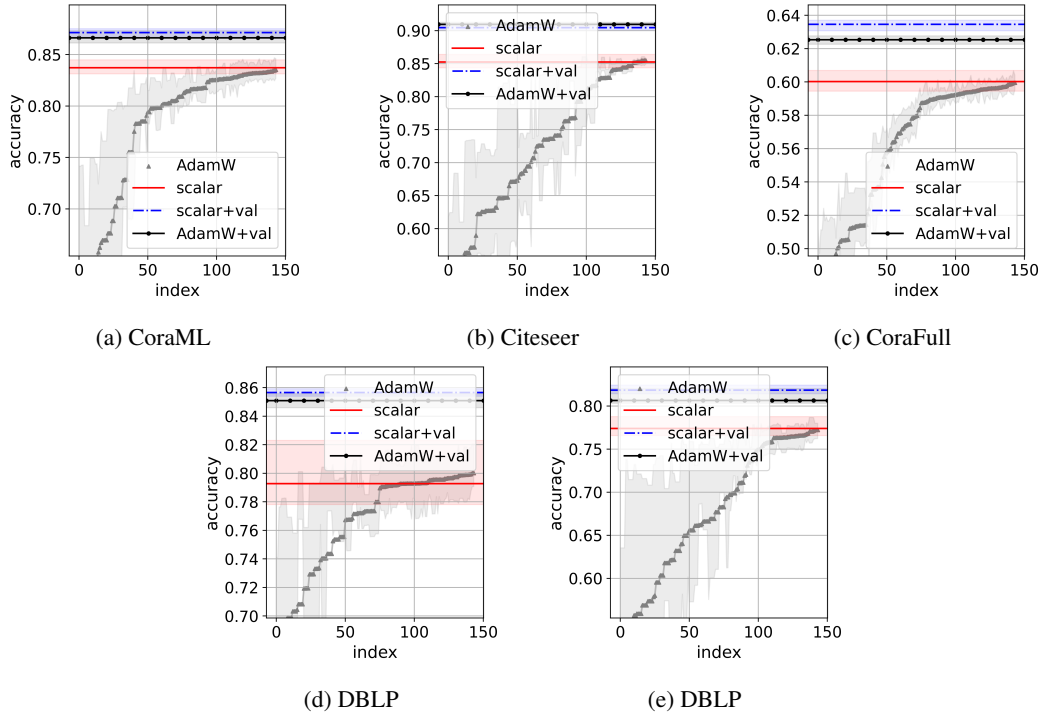 0.85
0.80
0.75
0.70
accuracy
AdamW
scalar
scalar+val
AdamW+val
0 50 100 150
index
(a) CoraML
0.90
0.85
0.80
0.75
0.70
0.65
0.60
accuracy
AdamW
scalar
scalar+val
AdamW+val
0 50 100 150
index
(b) Citeseer
0.64
0.62
0.60
0.58
0.56
0.54
0.52
0.50
accuracy
AdamW
scalar
scalar+val
AdamW+val
0 50 100 150
index
(c) CoraFull
0.86
0.84
0.82
0.80
0.78
0.76
0.74
0.72
0.70
accuracy
AdamW
scalar
scalar+val
AdamW+val
0 50 100 150
index
(d) DBLP
0.80
0.75
0.70
0.65
0.60
accuracy
AdamW
scalar
scalar+val
AdamW+val
0 50 100 150
index
(e) DBLP